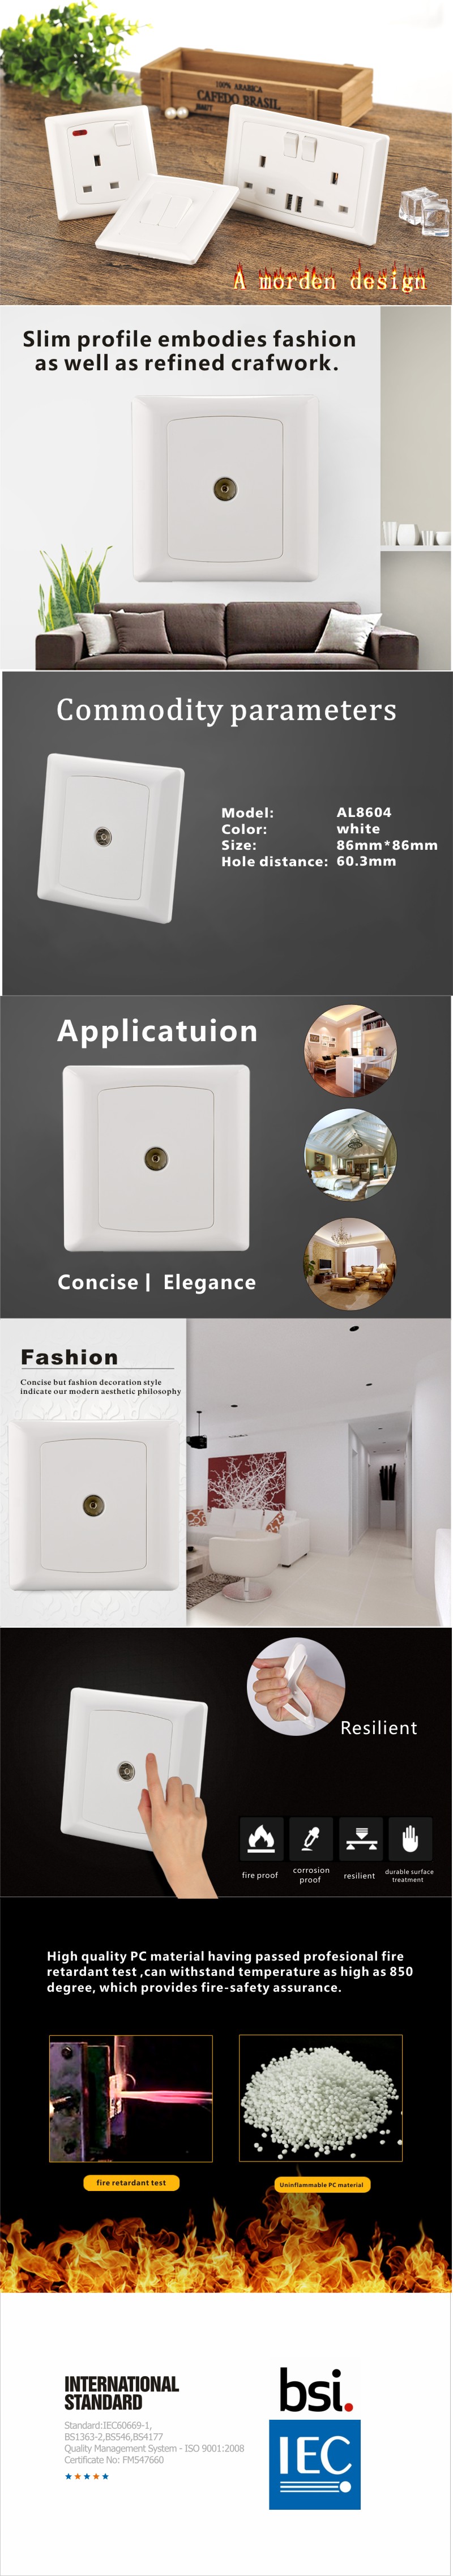 100% ARABICA
CAFEDO BRASIL
A morden design
Slim profile embodies fashion
as well as refined crafwork.
Commodity parameters
Model: AL8604
Color: white
Size: 86mm*86mm
Hole distance: 60.3mm
Applicatuion
Concise | Elegance
Fashion
Concise but fashion decoration style
indicate our modern aesthetic philosophy
Resilient
fire proof
corrosion
proof
resilient
durable surface
treatment
High quality PC material having passed profesional fire
retardant test ,can withstand temperature as high as 850
degree, which provides fire-safety assurance.
fire retardant test
Uninflammable PC material
INTERNATIONAL
STANDARD
Standard:IEC60669-1,
BS1363-2,BS546,BS4177
Quality Management System - ISO 9001:2008
Certificate No: FM547660
bsi.
IEC